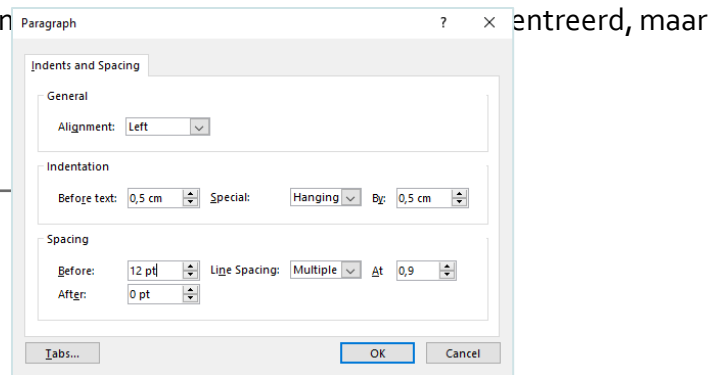 Paragraph ? entreerd, maar
Indents and Spacing
General
Alignment: Left
Indentation
Before text: 0,5 cm Special: Hanging By: 0,5 cm
Spacing
Before: 12 pt Line Spacing: Multiple At 0,9
After: 0 pt
Tabs... OK Cancel